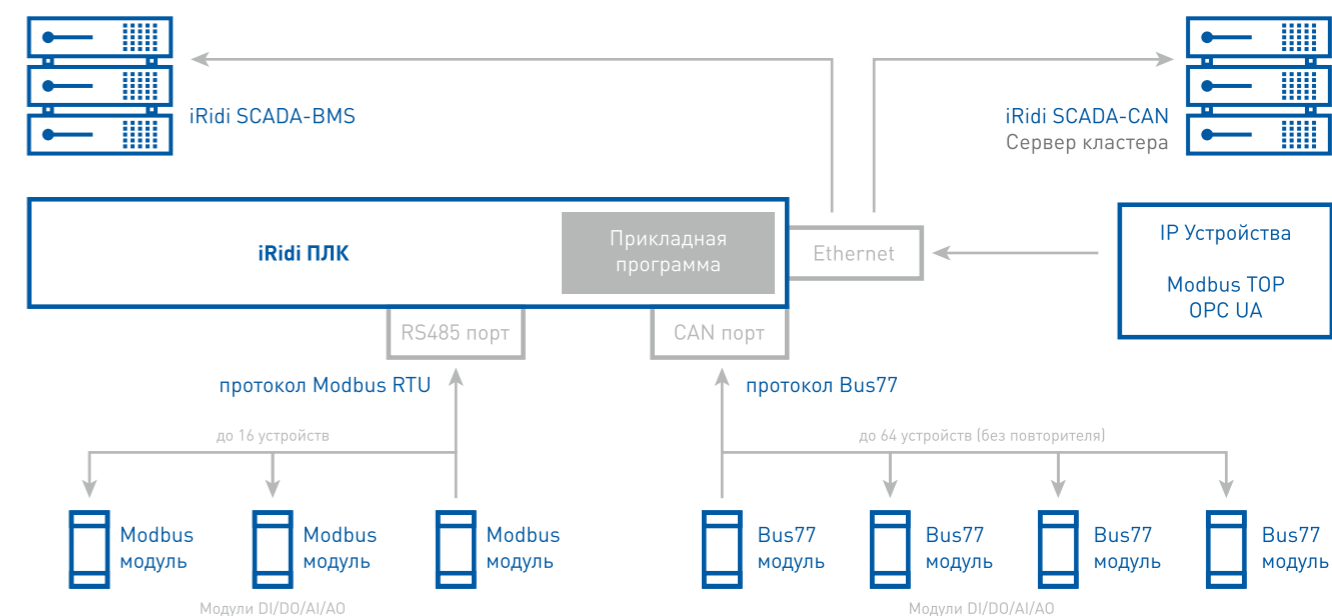 iRidi SCADA-BMS
iRidi SCADA-CAN
Сервер кластера
iRidi ПЛК
Прикладная
программа
Ethernet
IP Устройства
Modbus TOP
OPC UA
RS485 порт
CAN порт
протокол Modbus RTU
протокол Bus77
до 16 устройств
до 64 устройств (без повторителя)
Modbus
модуль
Modbus
модуль
Modbus
модуль
Bus77
модуль
Bus77
модуль
Bus77
модуль
Bus77
модуль
Модули DI/DO/AI/AO
Модули DI/DO/AI/AO